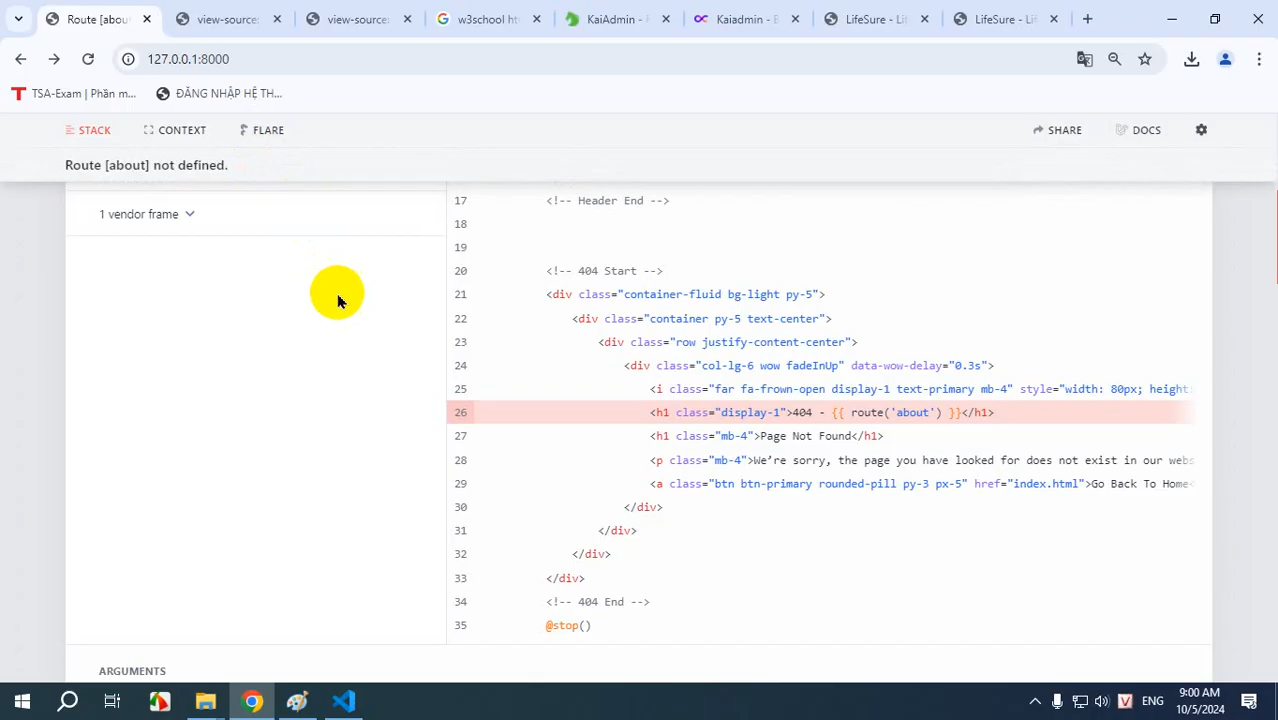 Route [abou
view-source:
view-source:
w3school ht
KaiAdmin -
Kaiadmin - B
LifeSure - Li
LifeSure - Li
127.0.0.1:8000
TSA-Exam | Phần m...
ĐĂNG NHẬP HỆ TH...
STACK
CONTEXT
FLARE
SHARE
DOCS
Route [about] not defined.
1 vendor frame
17 <!-- Header End -->
18
19
20 <!-- 404 Start -->
21 <div class="container-fluid bg-light py-5">
22 <div class="container py-5 text-center">
23 <div class="row justify-content-center">
24 <div class="col-lg-6 wow fadeInUp" data-wow-delay="0.3s">
25 <i class="far fa-frown-open display-1 text-primary mb-4" style="width: 80px; height:
26 <h1 class="display-1">404 - {{ route('about') }}</h1>
27 <h1 class="mb-4">Page Not Found</h1>
28 <p class="mb-4">We’re sorry, the page you have looked for does not exist in our webs
29 <a class="btn btn-primary rounded-pill py-3 px-5" href="index.html">Go Back To Home<
30 </div>
31 </div>
32 </div>
33 </div>
34 <!-- 404 End -->
35 @stop()
ARGUMENTS
ENG
9:00 AM
10/5/2024